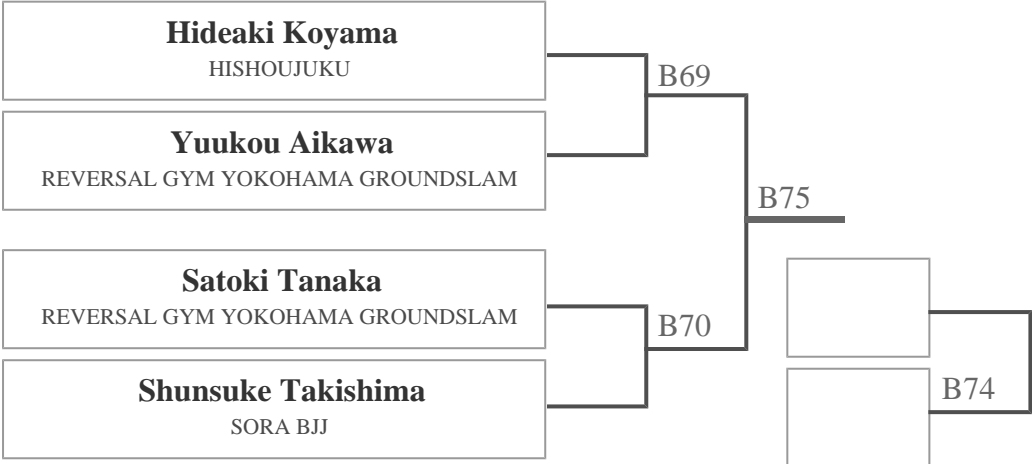 Hideaki Koyama
HISHOUJUKU
B69
Yuukou Aikawa
REVERSAL GYM YOKOHAMA GROUNDSLAM
B75
Satoki Tanaka
REVERSAL GYM YOKOHAMA GROUNDSLAM
B70
Shunsuke Takishima
SORA BJJ
B74